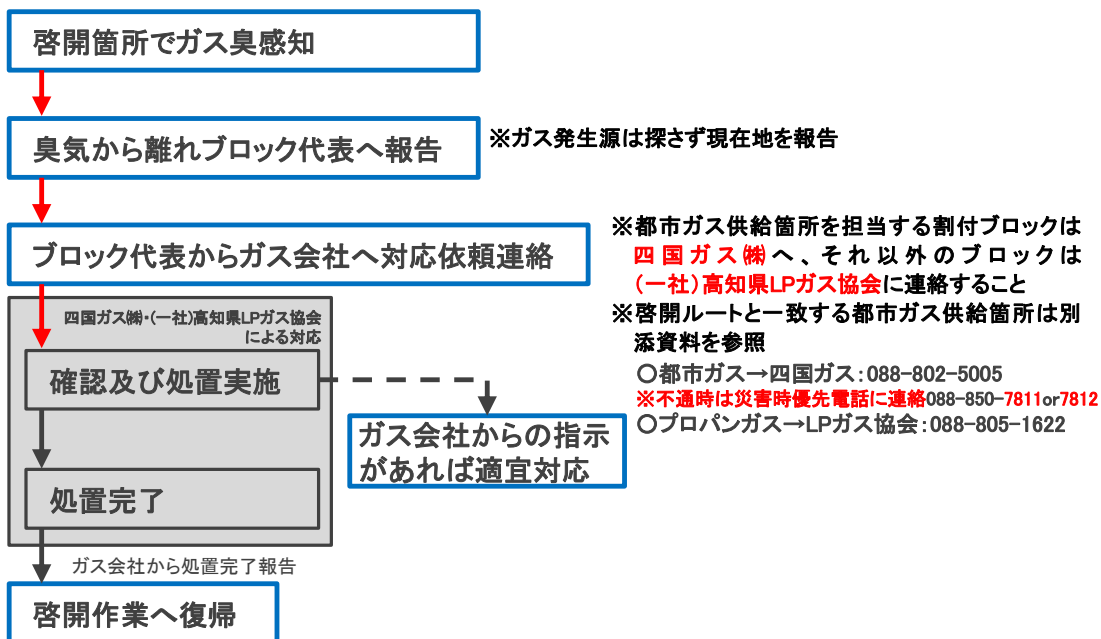 啓開箇所でガス臭感知
臭気から離れブロック代表へ報告
※ガス発生源は探さず現在地を報告
ブロック代表からガス会社へ対応依頼連絡
※都市ガス供給箇所を担当する割付ブロックは
四国ガス㈱へ、それ以外のブロックは
(一社)高知県LPガス協会に連絡すること
※啓開ルートと一致する都市ガス供給箇所は別
添資料を参照
○都市ガス→四国ガス:088-802-5005
※不通時は災害時優先電話に連絡088-850-7811or7812
○プロパンガス→LPガス協会:088-805-1622
四国ガス㈱・(一社)高知県LPガス協会
による対応
確認及び処置実施
ガス会社からの指示
があれば適宜対応
処置完了
ガス会社から処置完了報告
啓開作業へ復帰